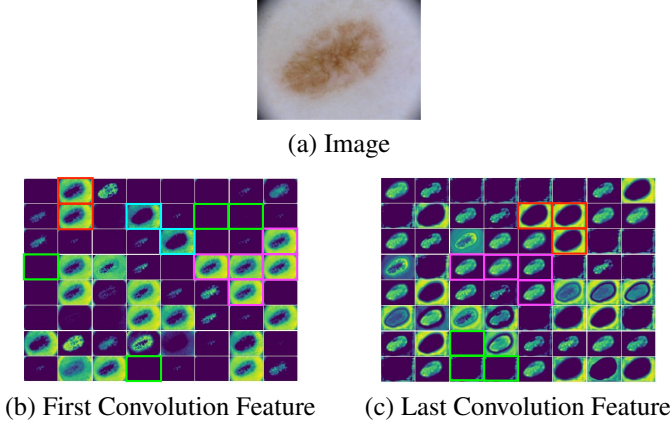 (a) Image
(b) First Convolution Feature
(c) Last Convolution Feature